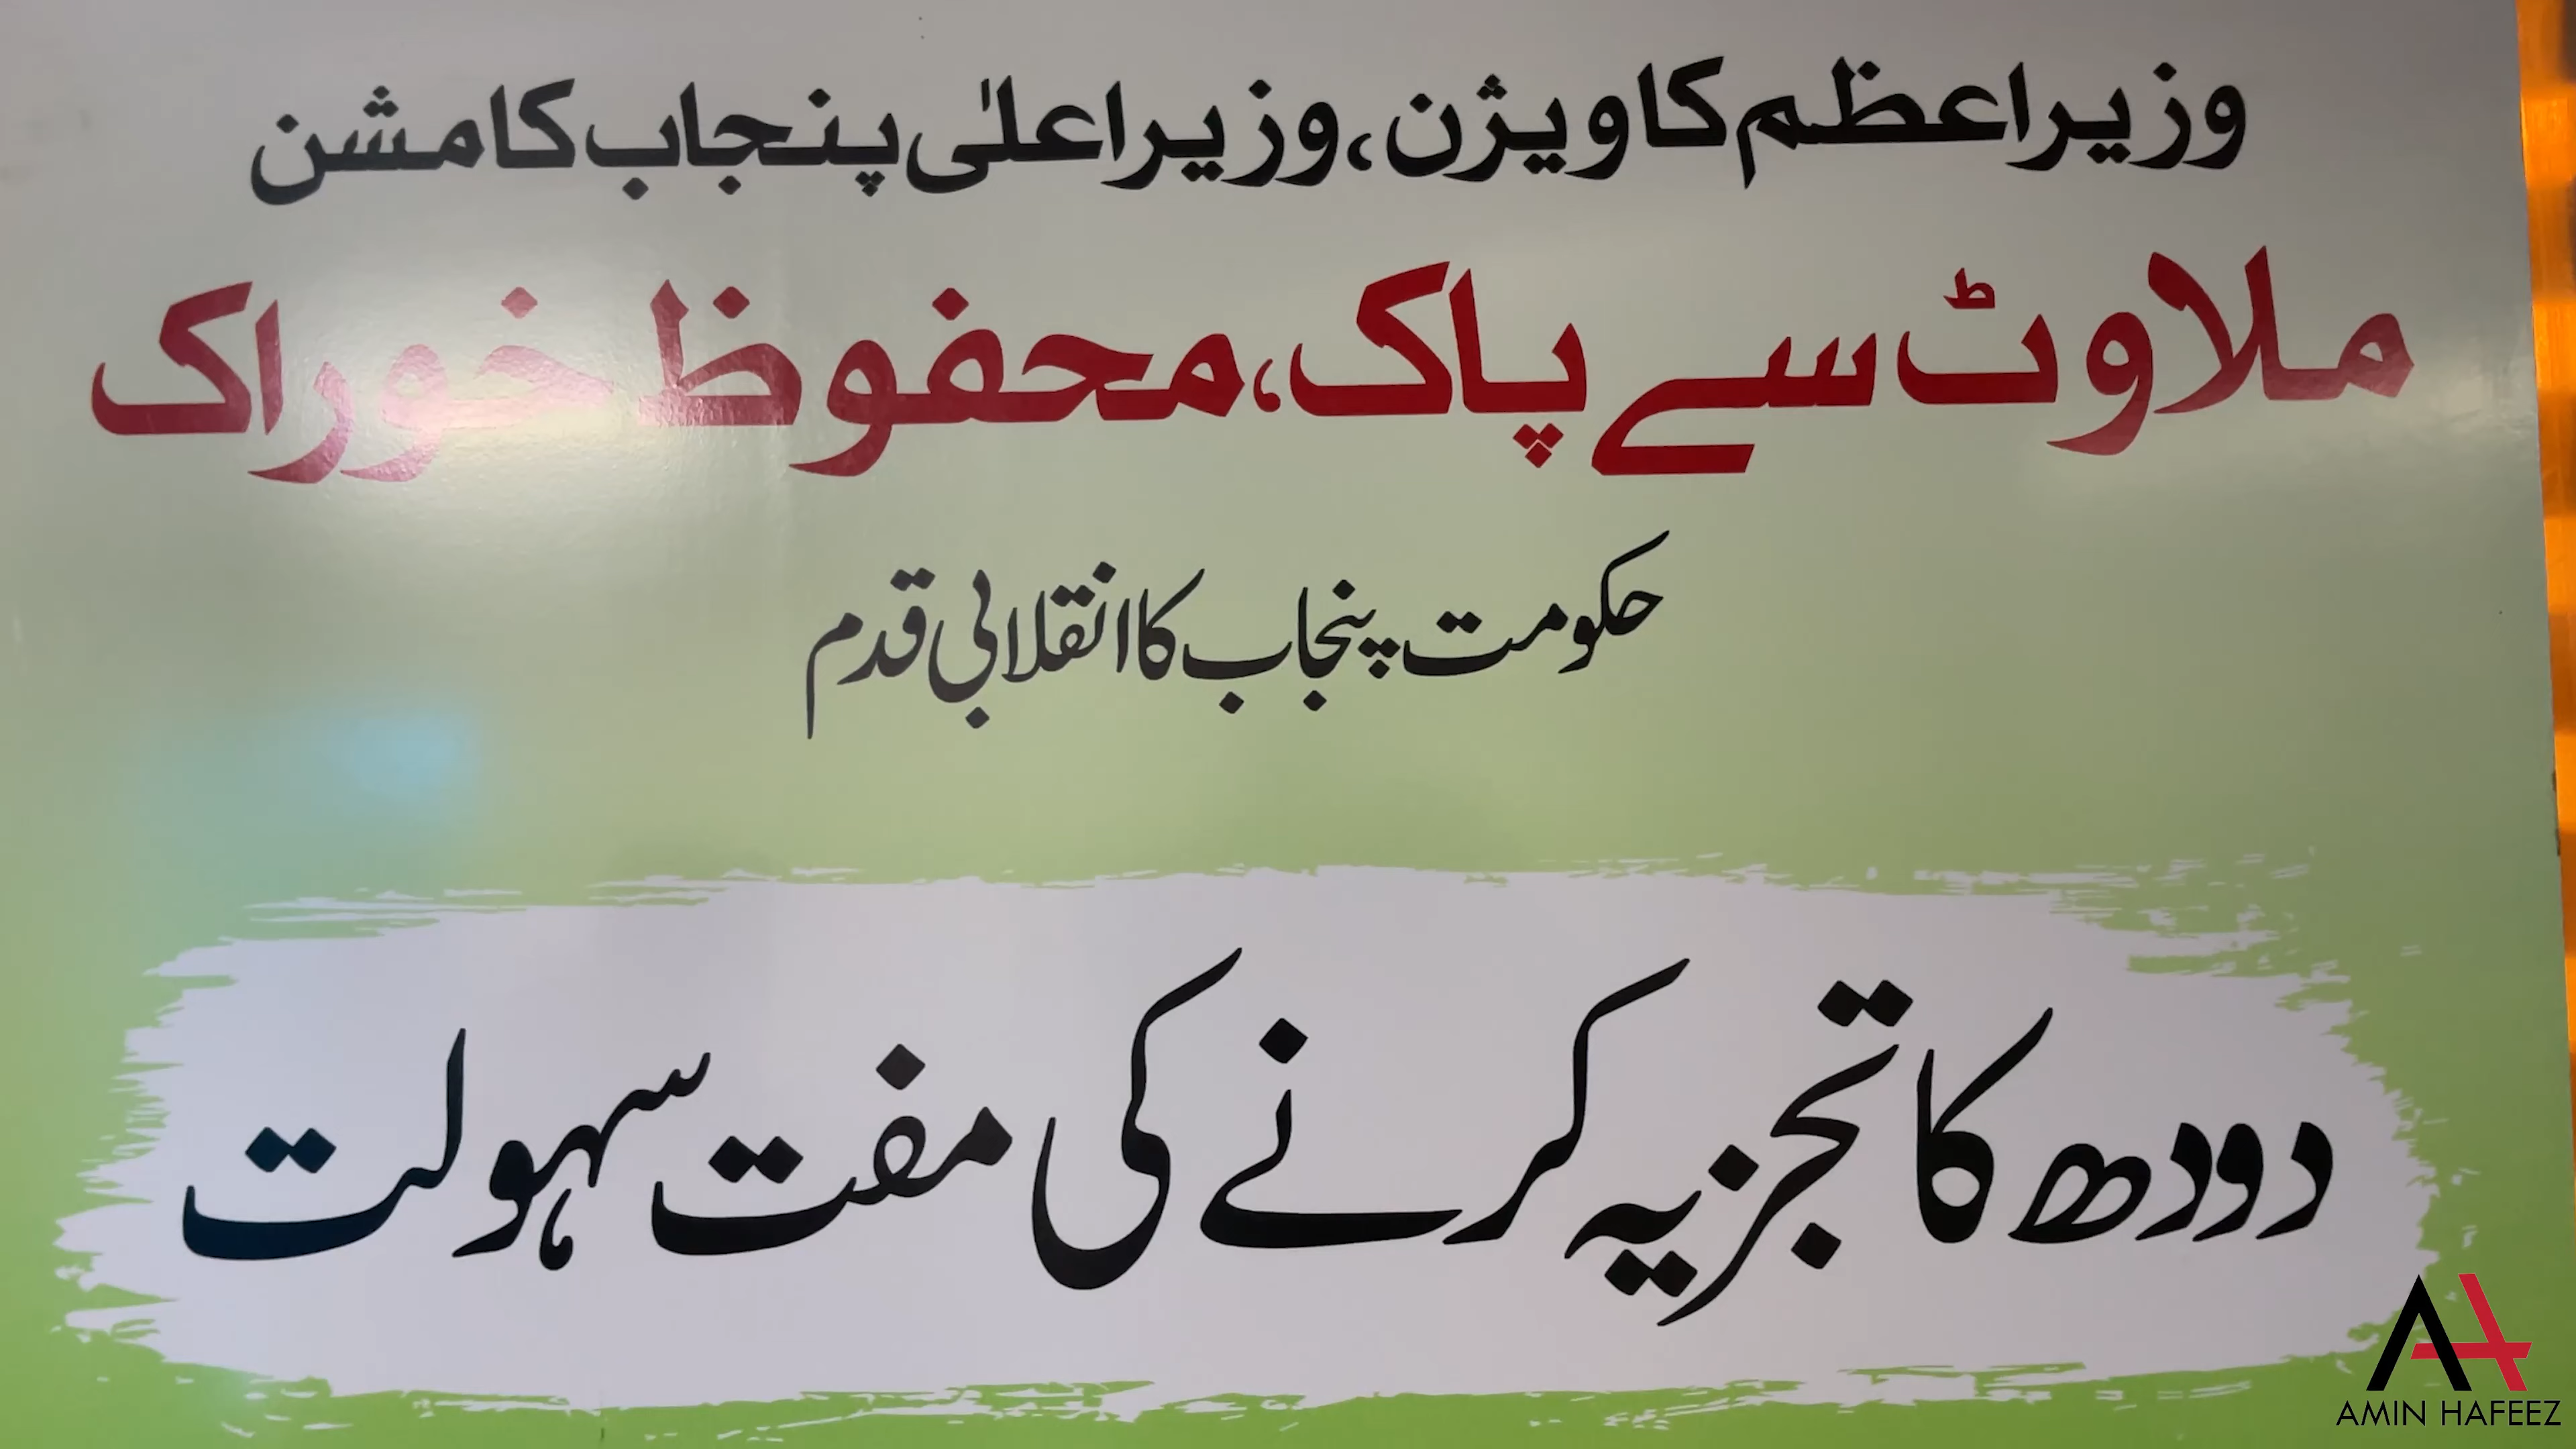 وزیراعظم کا ویژن، وزیراعلیٰ پنجاب کا مشن
ملاوٹ سے پاک، محفوظ خوراک
حکومت پنجاب کا انقلابی قدم
دودھ کا تجزیہ کرنے کی مفت سہولت
AMIN HAFEEZ